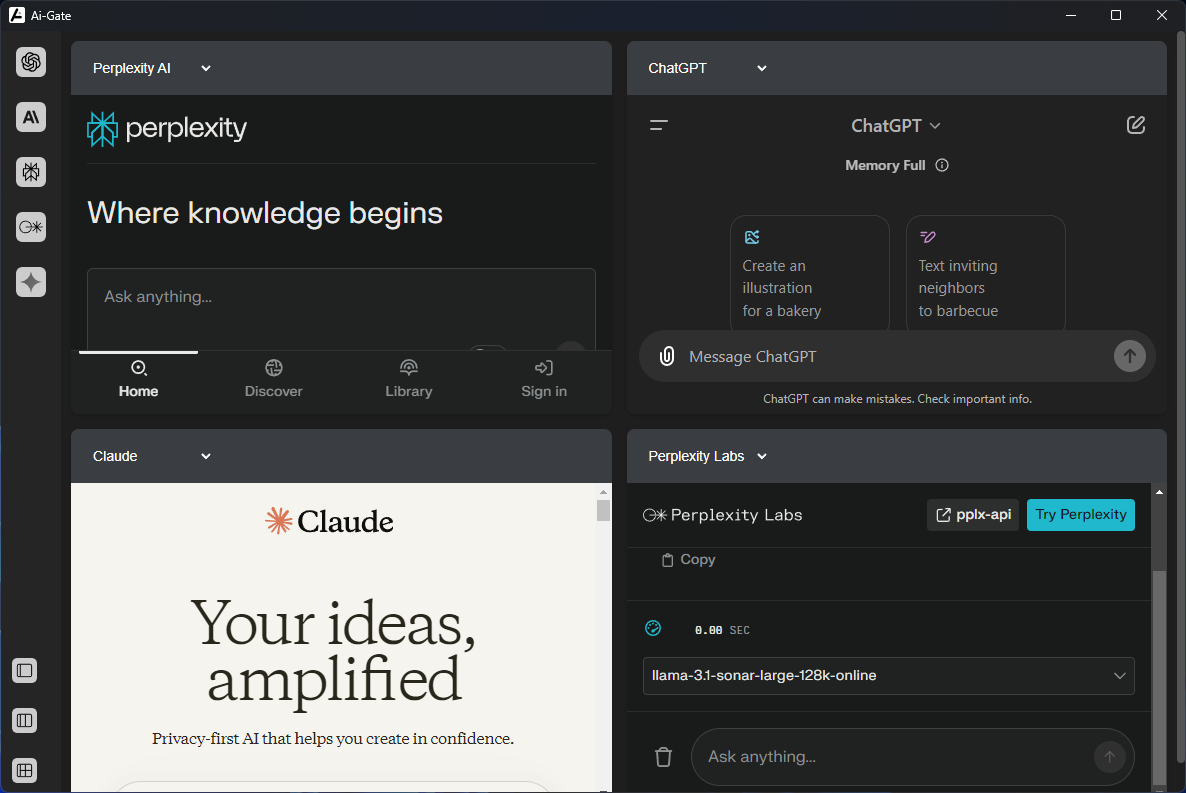 Ai-Gate
Perplexity AI
perplexity
Where knowledge begins
Ask anything...
Home
Discover
Library
Sign in
ChatGPT
ChatGPT
Memory Full
Create an
illustration
for a bakery
Text inviting
neighbors
to barbecue
Message ChatGPT
ChatGPT can make mistakes. Check important info.
Claude
Claude
Your ideas,
amplified
Privacy-first AI that helps you create in confidence.
Perplexity Labs
Perplexity Labs
pplx-api
Try Perplexity
Copy
0.00 SEC
llama-3.1-sonar-large-128k-online
Ask anything...